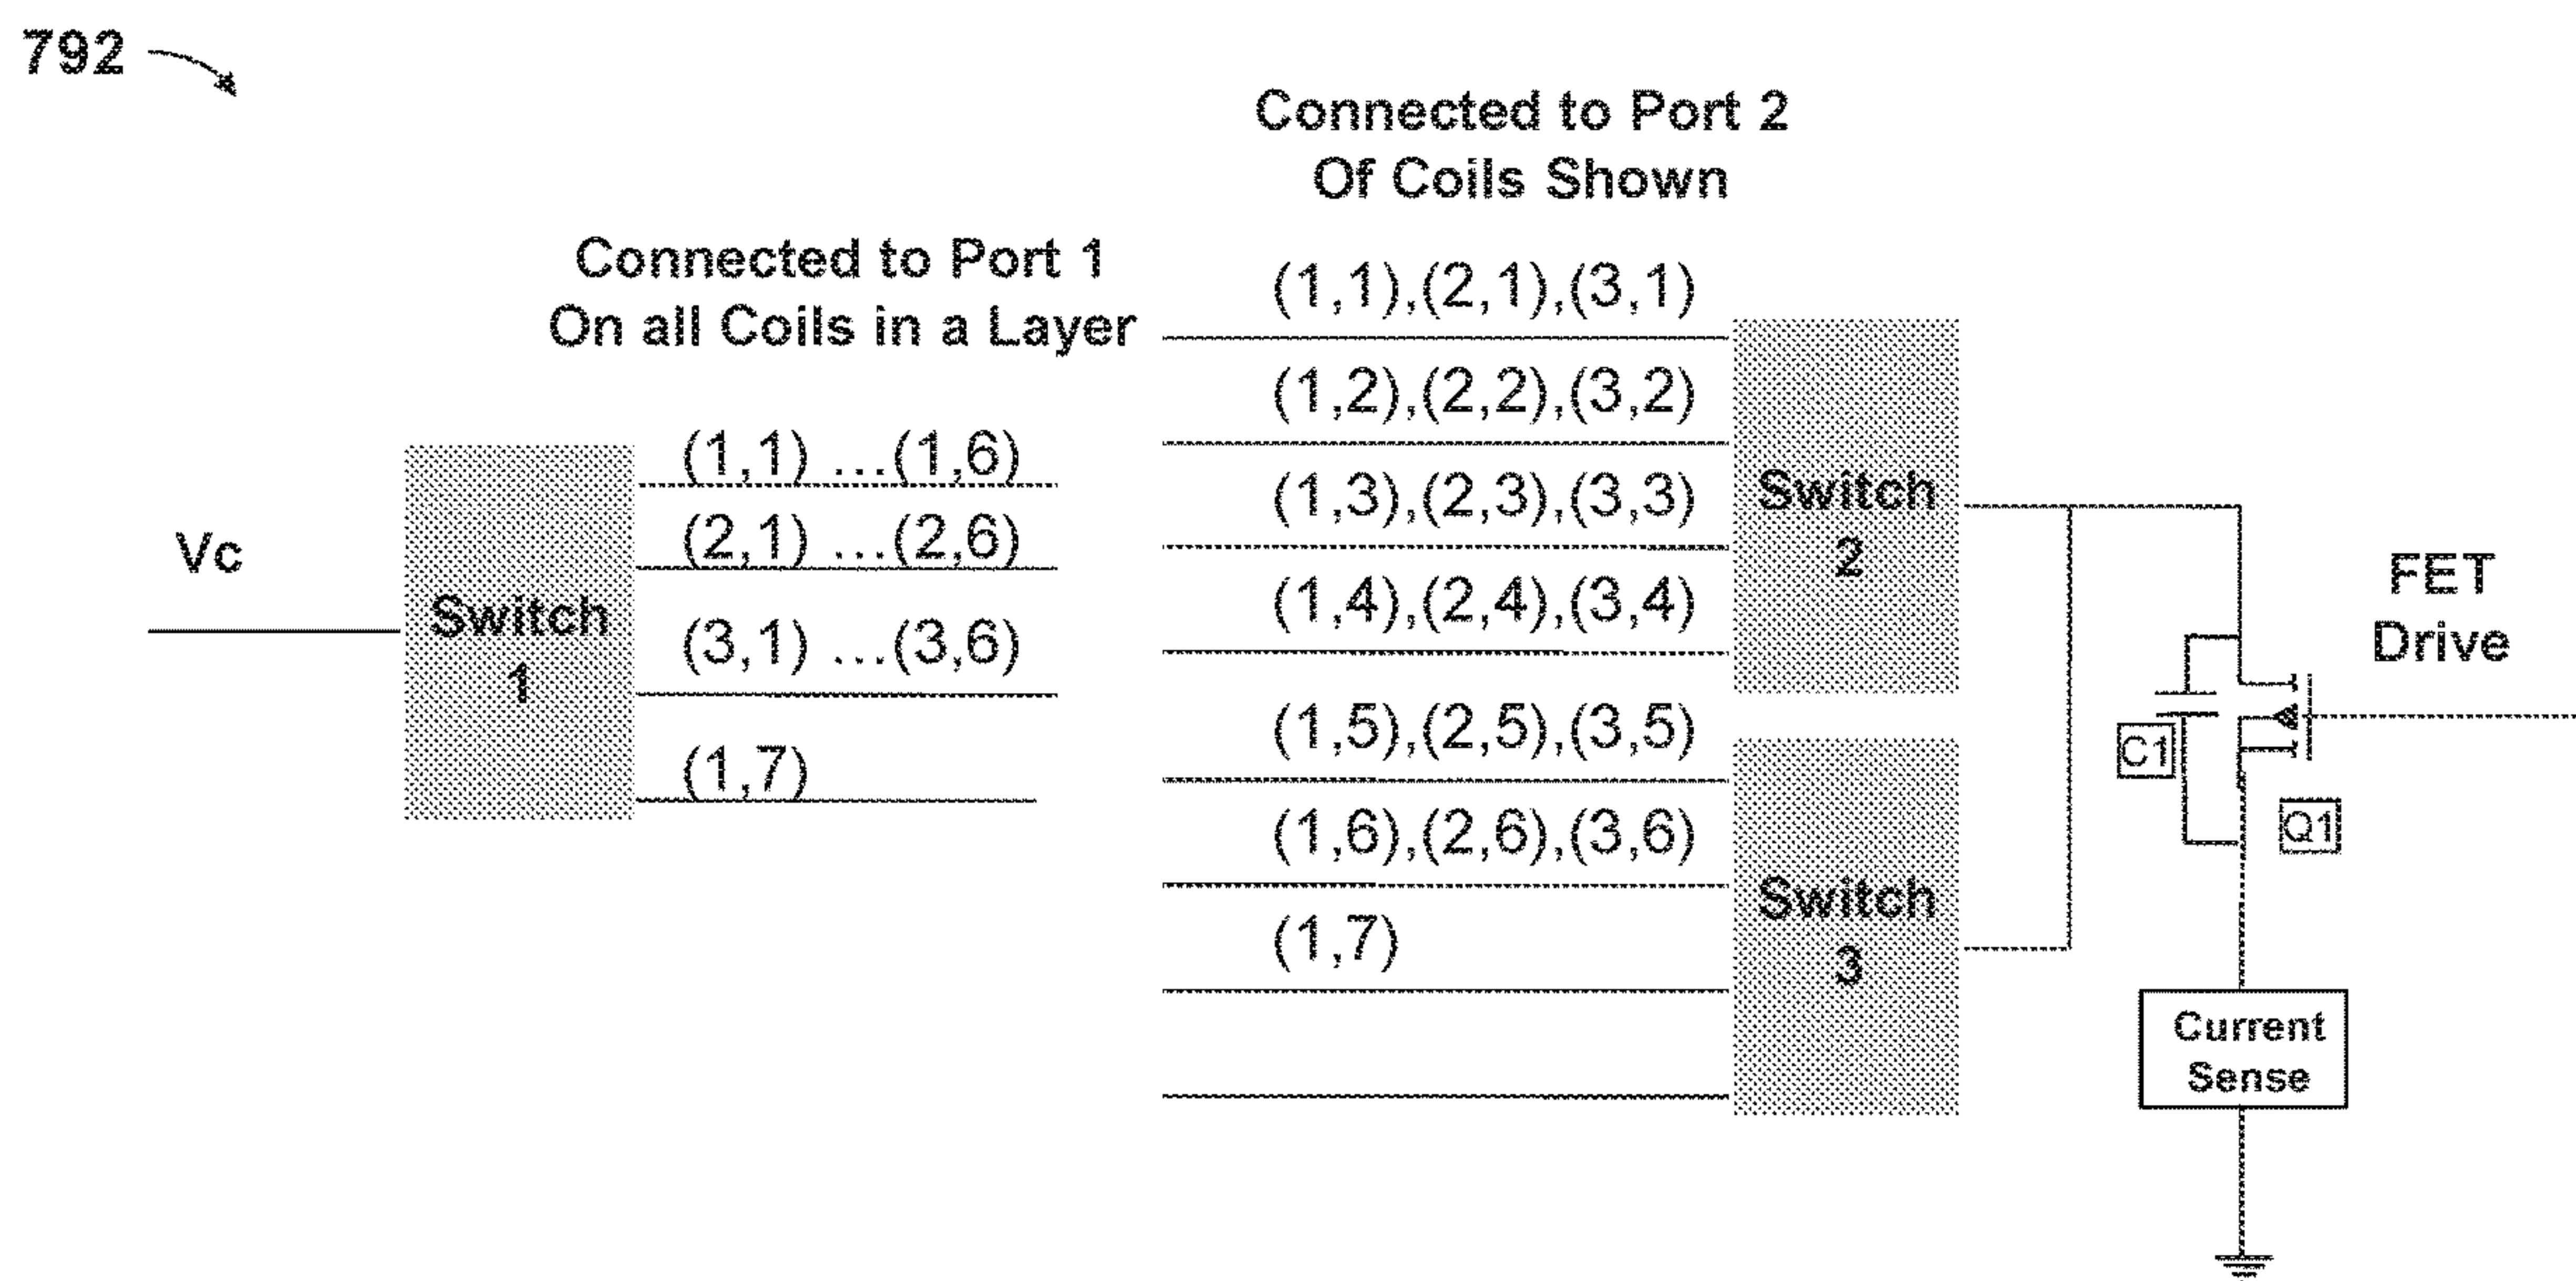 792
Connected to Port 2
Of Coils Shown
Connected to Port 1
On all Coils in a Layer
(1,1),(2,1),(3,1)
(1,2),(2,2),(3,2)
(1,3),(2,3),(3,3)
(1,4),(2,4),(3,4)
(1,5),(2,5),(3,5)
(1,6),(2,6),(3,6)
(1,7)
Vc
Switch
1
(1,1) ...(1,6)
(2,1) ...(2,6)
(3,1) ...(3,6)
(1,7)
Switch
2
Switch
3
FET
Drive
C1
Q1
Current
Sense